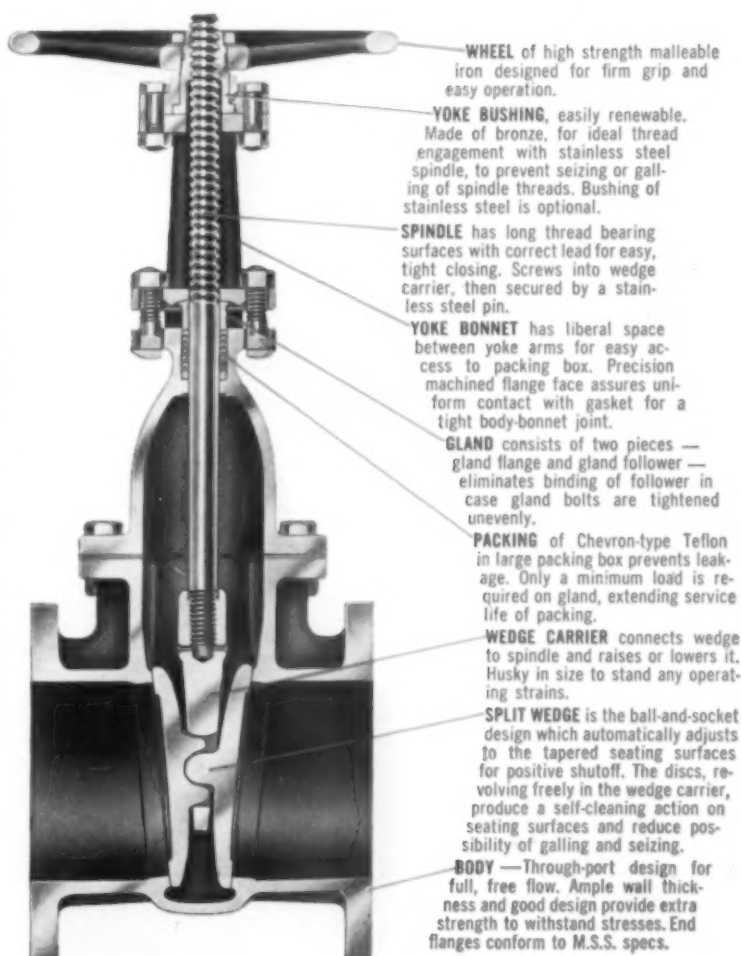 WHEEL of high strength malleable
iron designed for firm grip and
easy operation.
YOKE BUSHING, easily renewable.
Made of bronze, for ideal thread
engagement with stainless steel
spindle, to prevent seizing or gall-
ing of spindle threads. Bushing of
stainless steel is optional.
SPINDLE has long thread bearing
surfaces with correct lead for easy,
tight closing. Screws into wedge
carrier, then secured by a stain-
less steel pin.
YOKE BONNET has liberal space
between yoke arms for easy ac-
cess to packing box. Precision
machined flange face assures uni-
form contact with gasket for a
tight body-bonnet joint.
GLAND consists of two pieces —
gland flange and gland follower —
eliminates binding of follower in
case gland bolts are tightened
unevenly.
PACKING of Chevron-type Teflon
in large packing box prevents leak-
age. Only a minimum load is re-
quired on gland, extending service
life of packing.
WEDGE CARRIER connects wedge
to spindle and raises or lowers it.
Husky in size to stand any operat-
ing strains.
SPLIT WEDGE is the ball-and-socket
design which automatically adjusts
to the tapered seating surfaces
for positive shutoff. The discs, re-
volving freely in the wedge carrier,
produce a self-cleaning action on
seating surfaces and reduce pos-
sibility of galling and seizing.
BODY —Through-port design for
full, free flow. Ample wall thick-
ness and good design provide extra
strength to withstand stresses. End
flanges conform to M.S.S. specs.